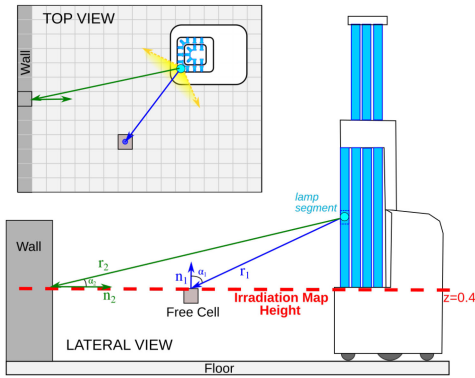 TOP VIEW
Wall
lamp
segment
Wall
r₂
α₂
n₂
n₁
α₁
r₁
Irradiation Map
Height
z=0.4
Free Cell
LATERAL VIEW
Floor